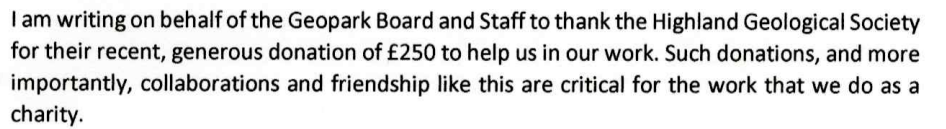 I am writing on behalf of the Geopark Board and Staff to thank the Highland Geological Society
for their recent, generous donation of £250 to help us in our work. Such donations, and more
importantly, collaborations and friendship like this are critical for the work that we do as a
charity.